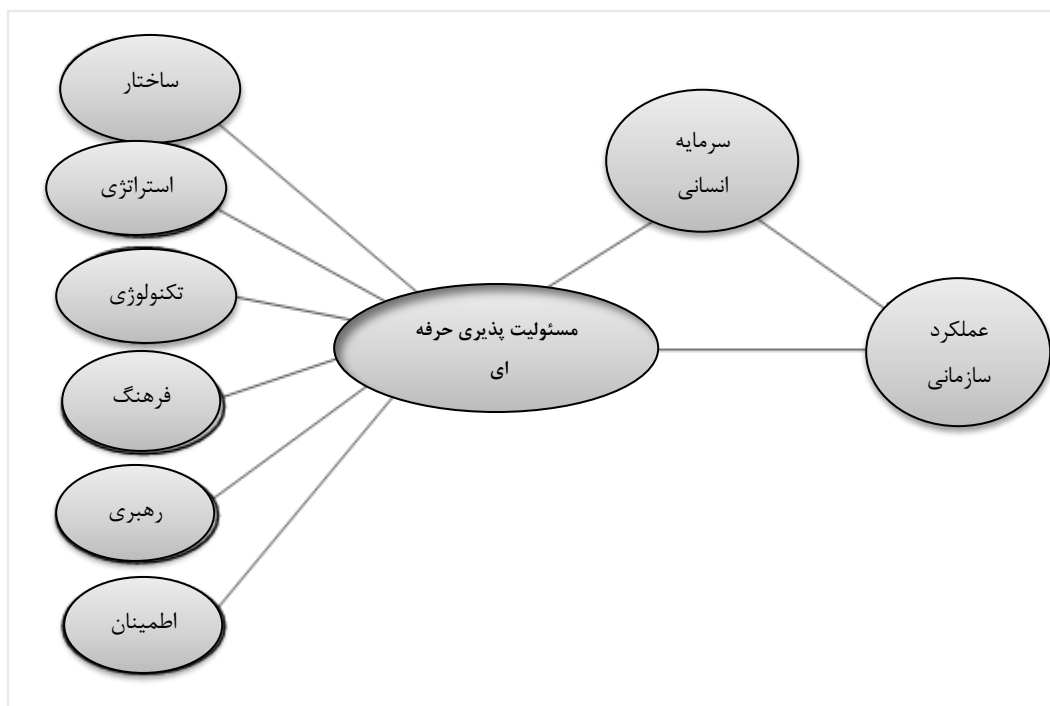 ساختار
استراتژی
تکنولوژی
فرهنگ
رهبری
اطمینان
مسئولیت پذیری حرفه
ای
سرمایه
انسانی
عملکرد
سازمانی